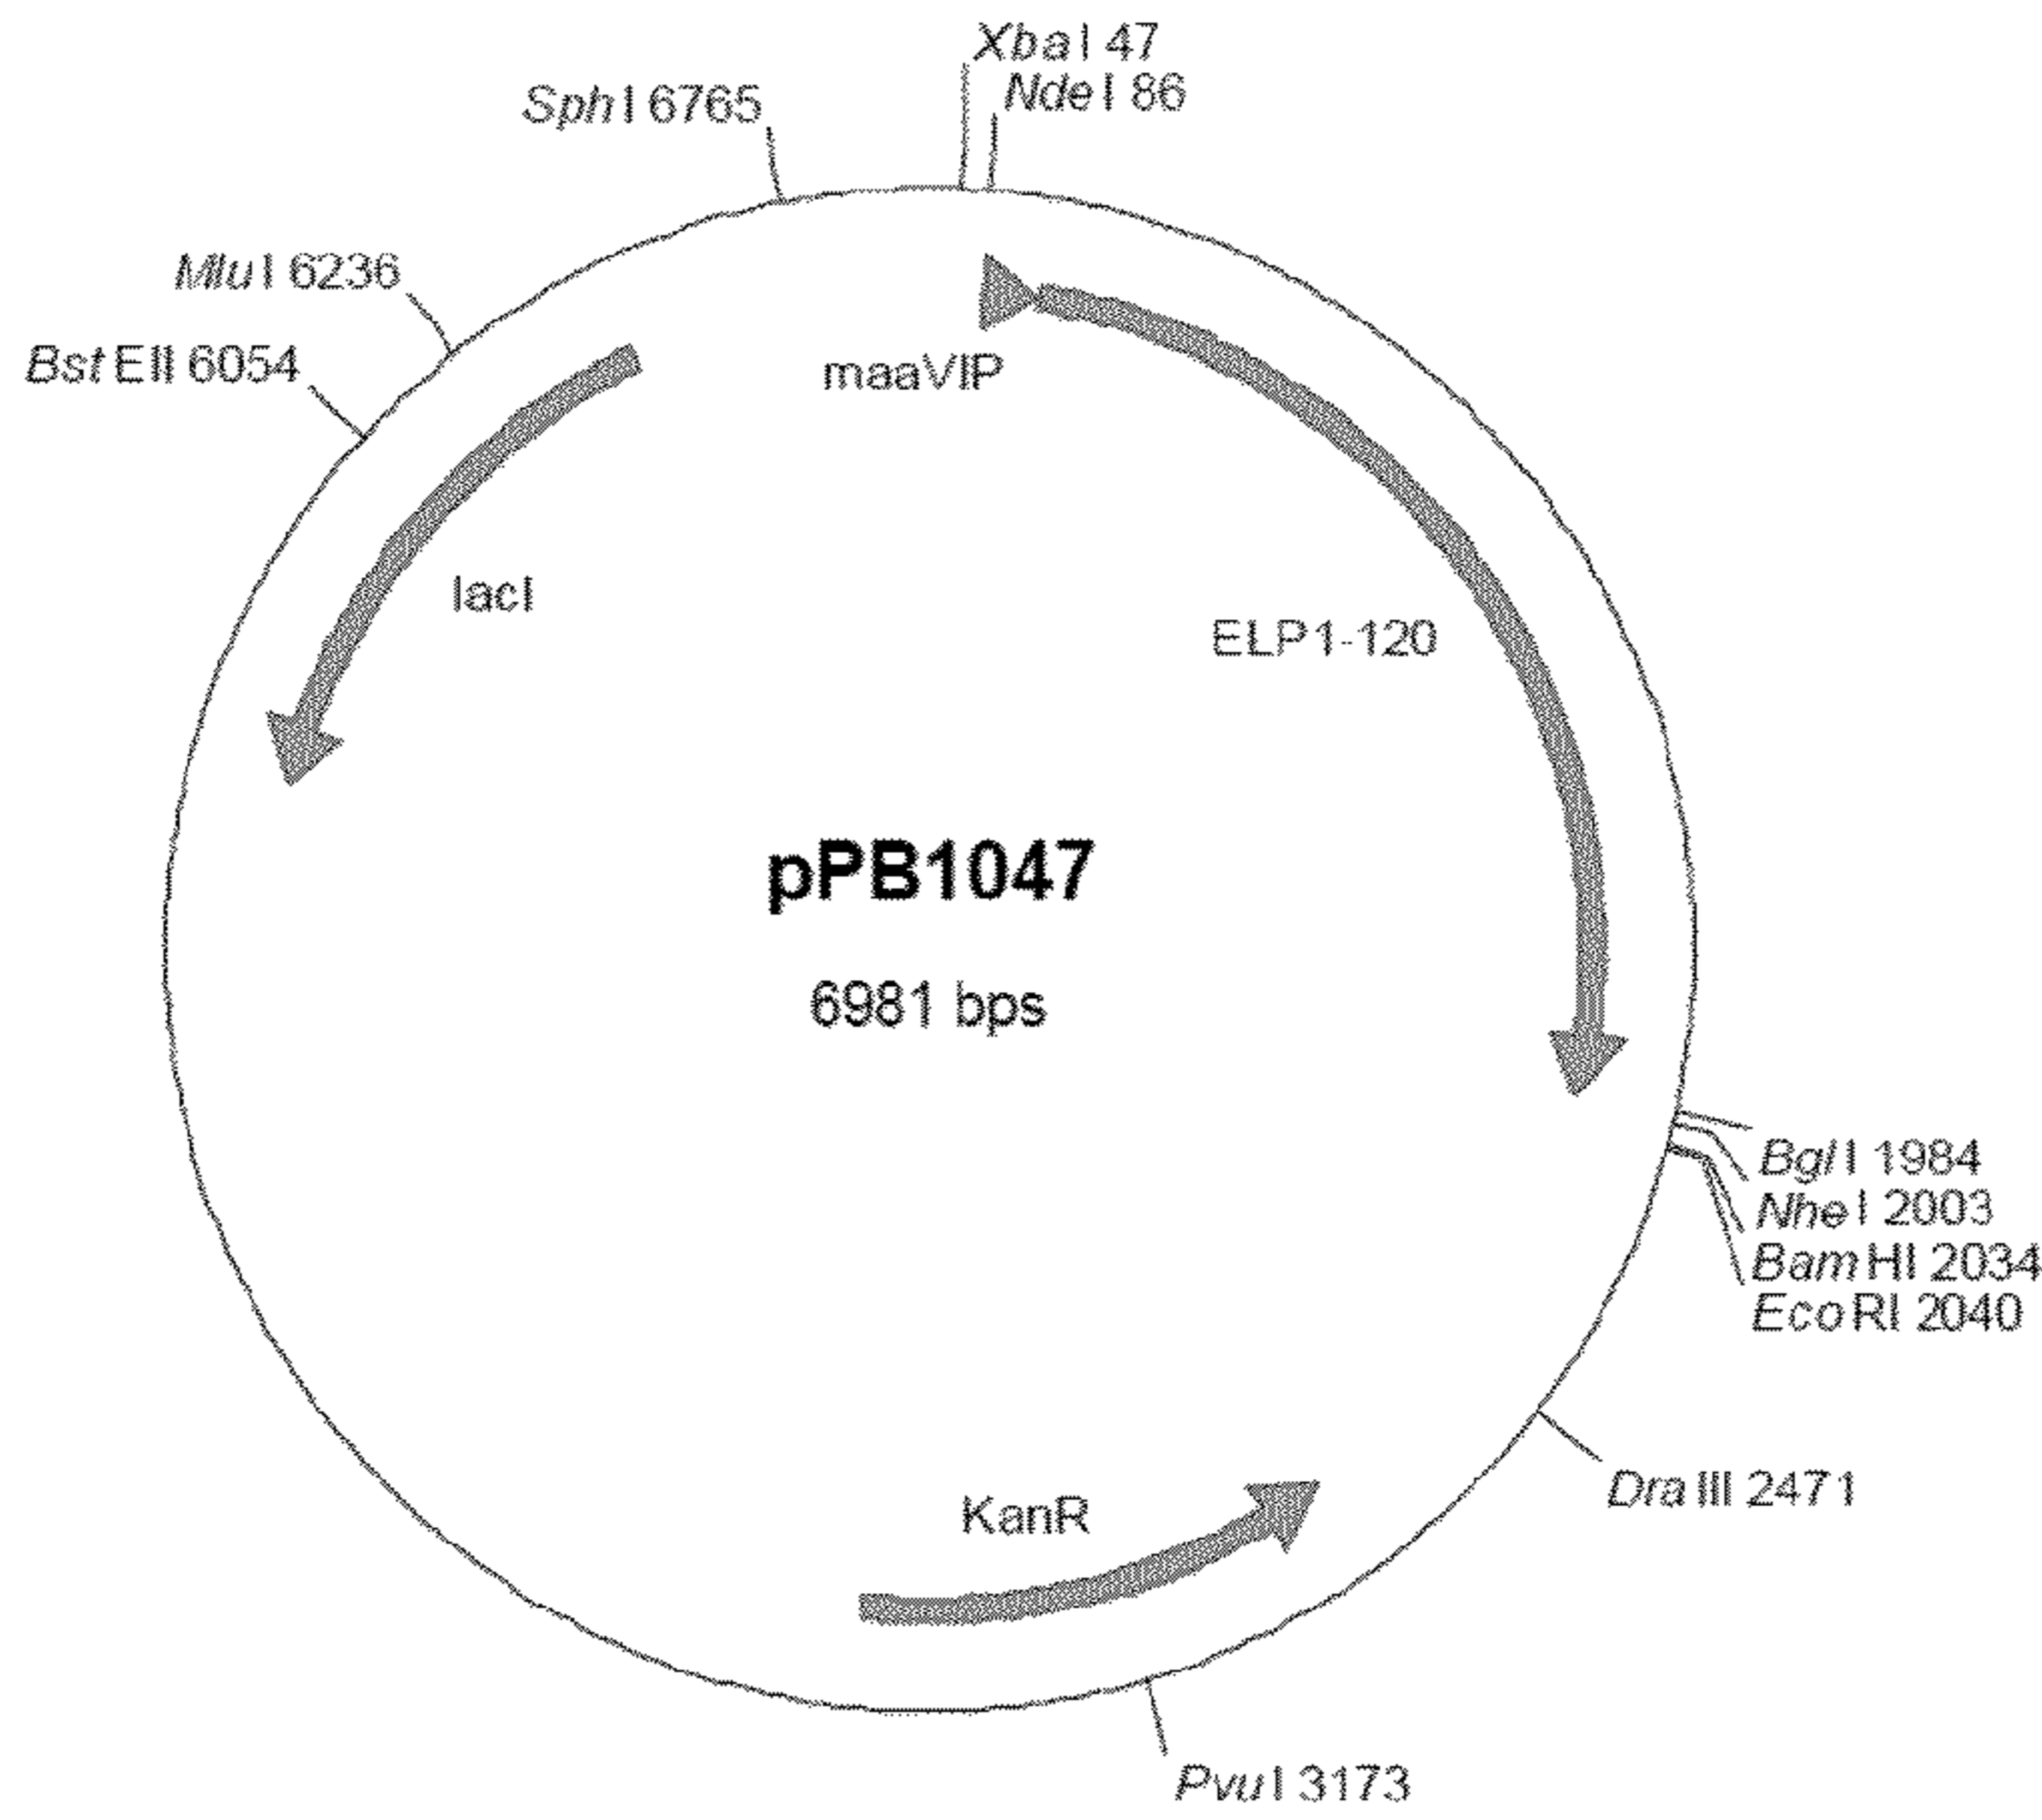 XbaI 47
NdeI 86
SphI 6765
MluI 6236
BstEII 6054
maaVIP
lacI
ELP1-120
pPB1047
6981 bps
BglI 1984
NheI 2003
BamHI 2034
EcoRI 2040
DraIII 2471
KanR
PvuI 3173